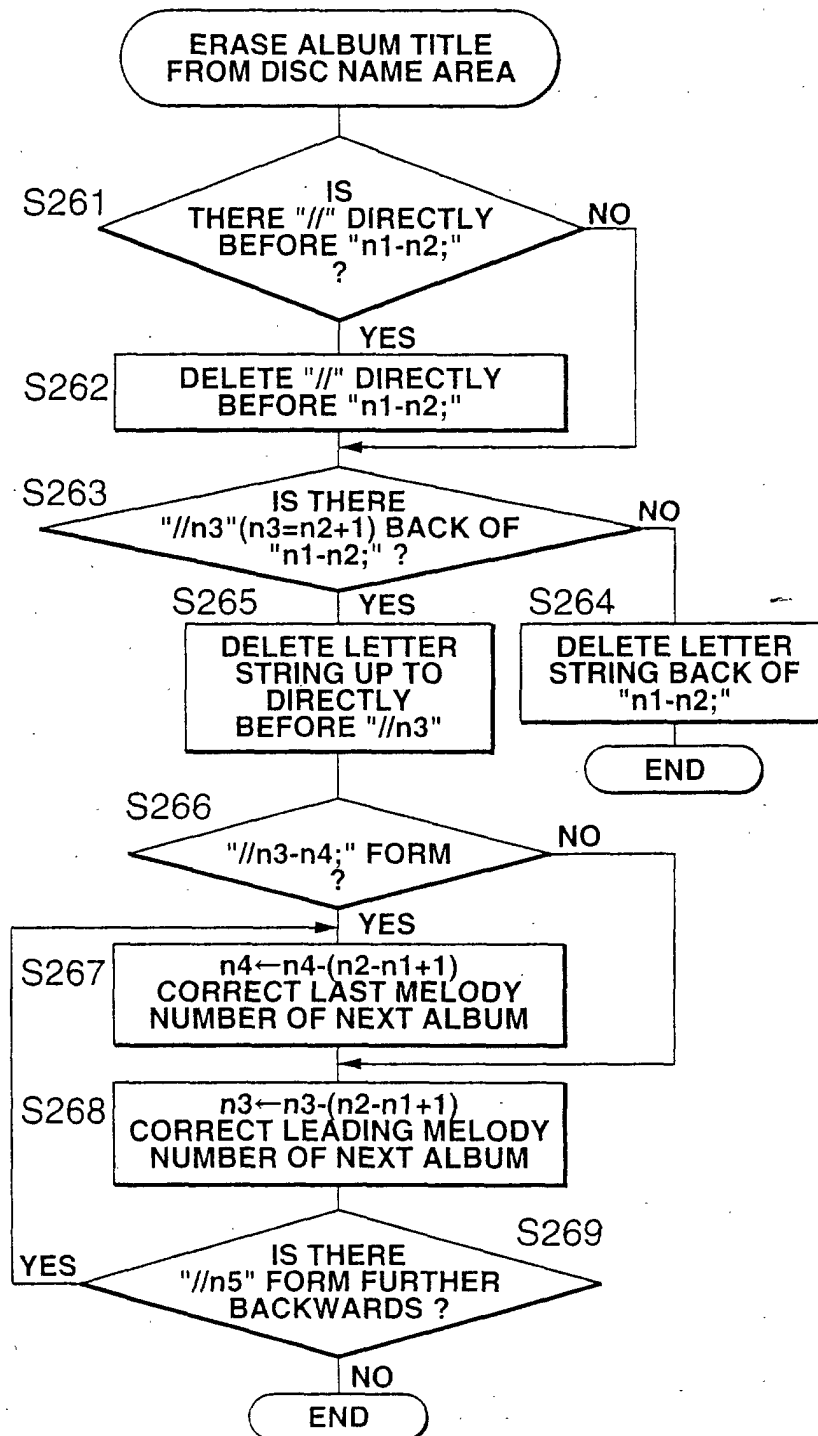 ERASE ALBUM TITLE
FROM DISC NAME AREA
S261
IS
THERE "//" DIRECTLY
BEFORE "n1-n2;"
?
NO
YES
S262
DELETE "//" DIRECTLY
BEFORE "n1-n2;"
S263
IS THERE
"//n3"(n3=n2+1) BACK OF
"n1-n2;" ?
NO
YES
S265
DELETE LETTER
STRING UP TO
DIRECTLY
BEFORE "//n3"
S264
DELETE LETTER
STRING BACK OF
"n1-n2;"
END
S266
"//n3-n4;" FORM
?
NO
YES
S267
n4←n4-(n2-n1+1)
CORRECT LAST MELODY
NUMBER OF NEXT ALBUM
S268
n3←n3-(n2-n1+1)
CORRECT LEADING MELODY
NUMBER OF NEXT ALBUM
S269
IS THERE
"//n5" FORM FURTHER
BACKWARDS ?
YES
NO
END